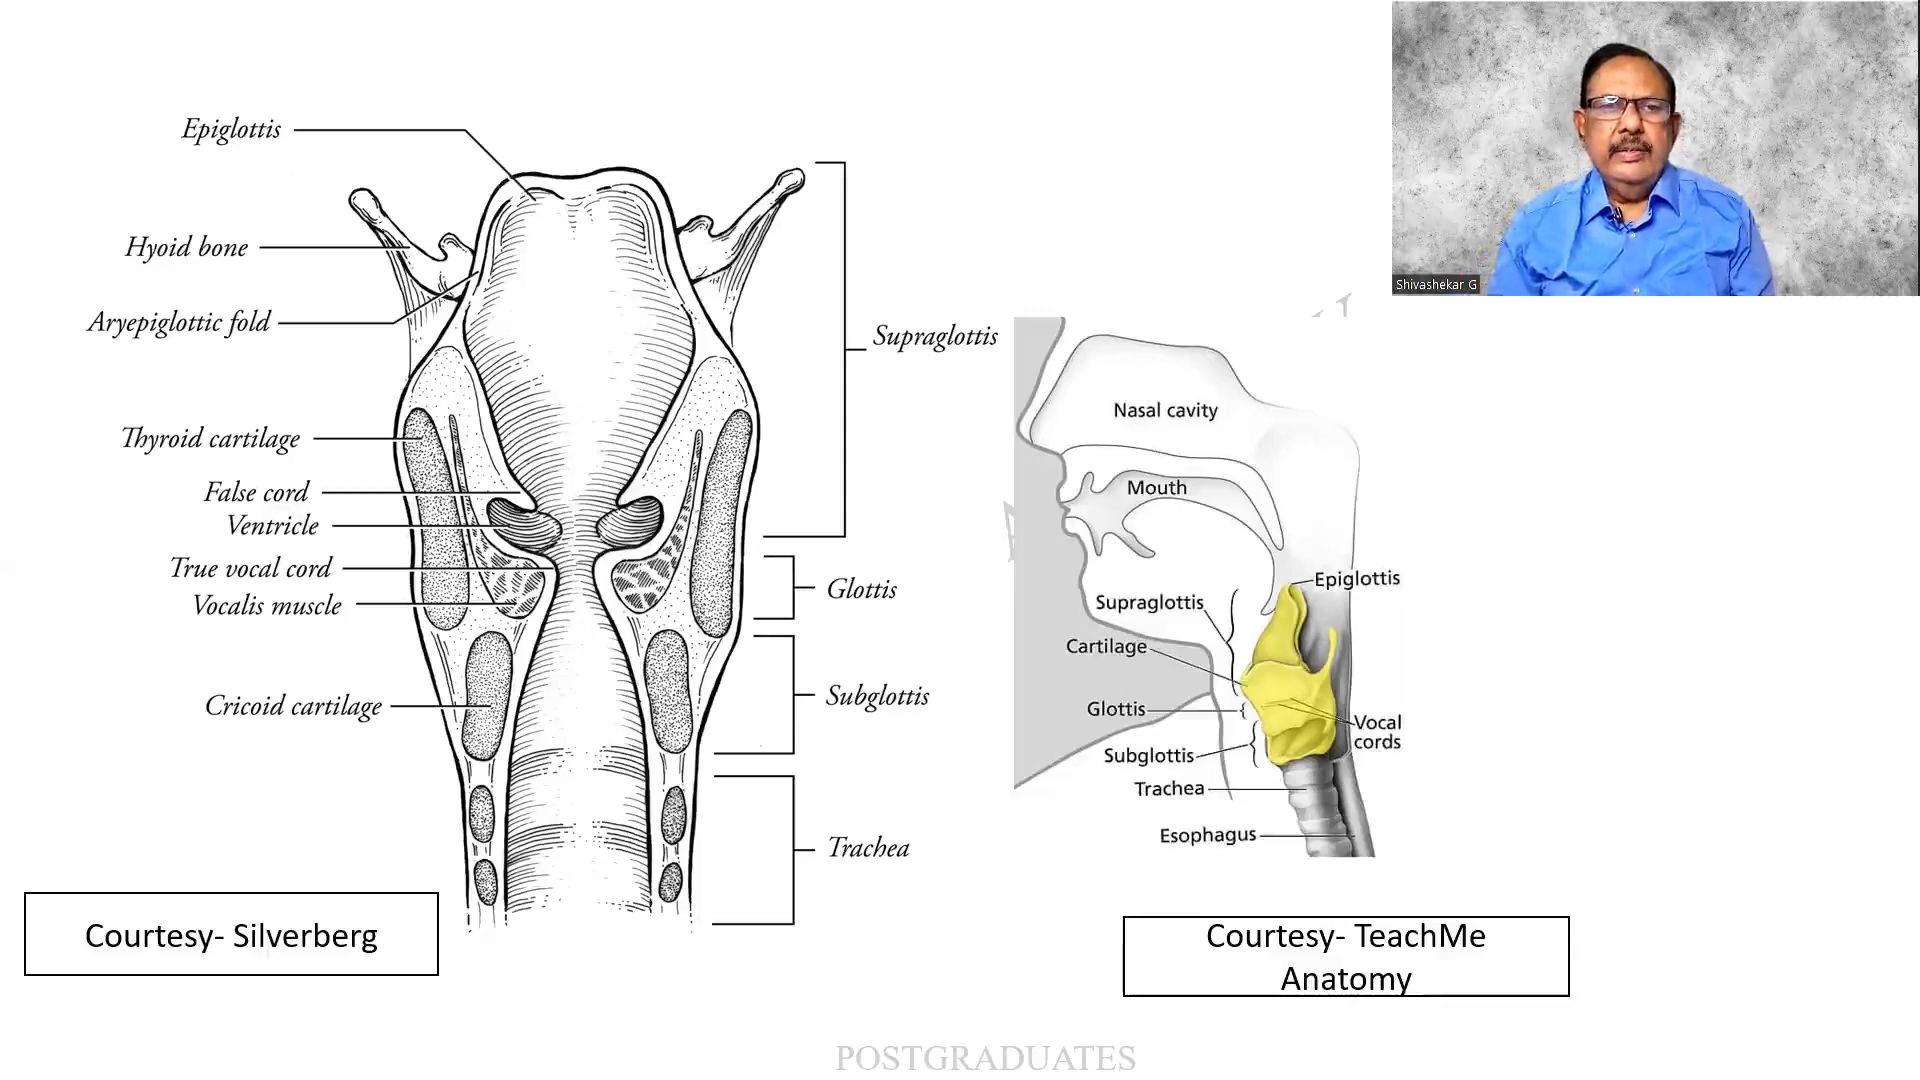 Epiglottis
Hyoid bone
Aryepiglottic fold
Thyroid cartilage
False cord
Ventricle
True vocal cord
Vocalis muscle
Cricoid cartilage
Supraglottis
Glottis
Subglottis
Trachea
Courtesy- Silverberg
Shivashekar G
Nasal cavity
Mouth
Epiglottis
Supraglottis
Cartilage
Glottis
Vocal
cords
Subglottis
Trachea
Esophagus
Courtesy- TeachMe
Anatomy
POSTGRADUATES